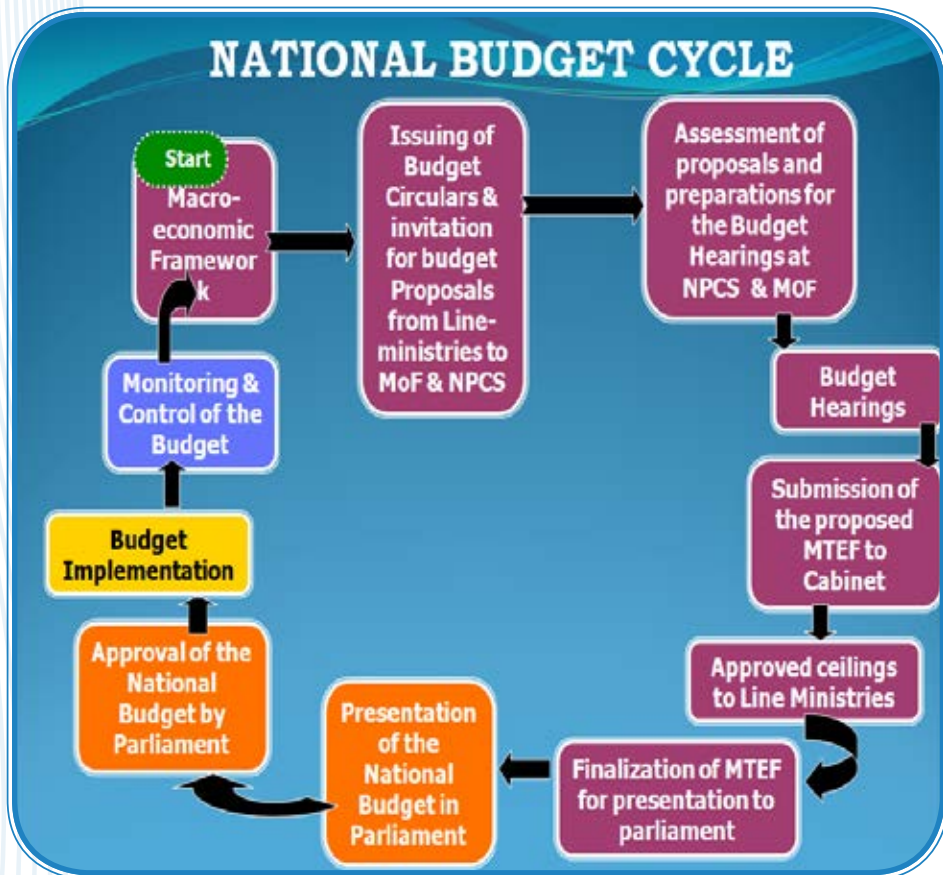 NATIONAL BUDGET CYCLE
Start
Macro-
economic
Framewor
k
Issuing of
Budget
Circulars &
invitation
for budget
Proposals
from Line-
ministries to
MoF & NPCS
Assessment of
proposals and
preparations for
the Budget
Hearings at
NPCS & MOF
Budget
Hearings
Submission of
the proposed
MTEF to
Cabinet
Approved ceilings
to Line Ministries
Finalization of MTEF
for presentation to
parliament
Presentation
of the
National
Budget in
Parliament
Approval of the
National
Budget by
Parliament
Budget
Implementation
Monitoring &
Control of the
Budget